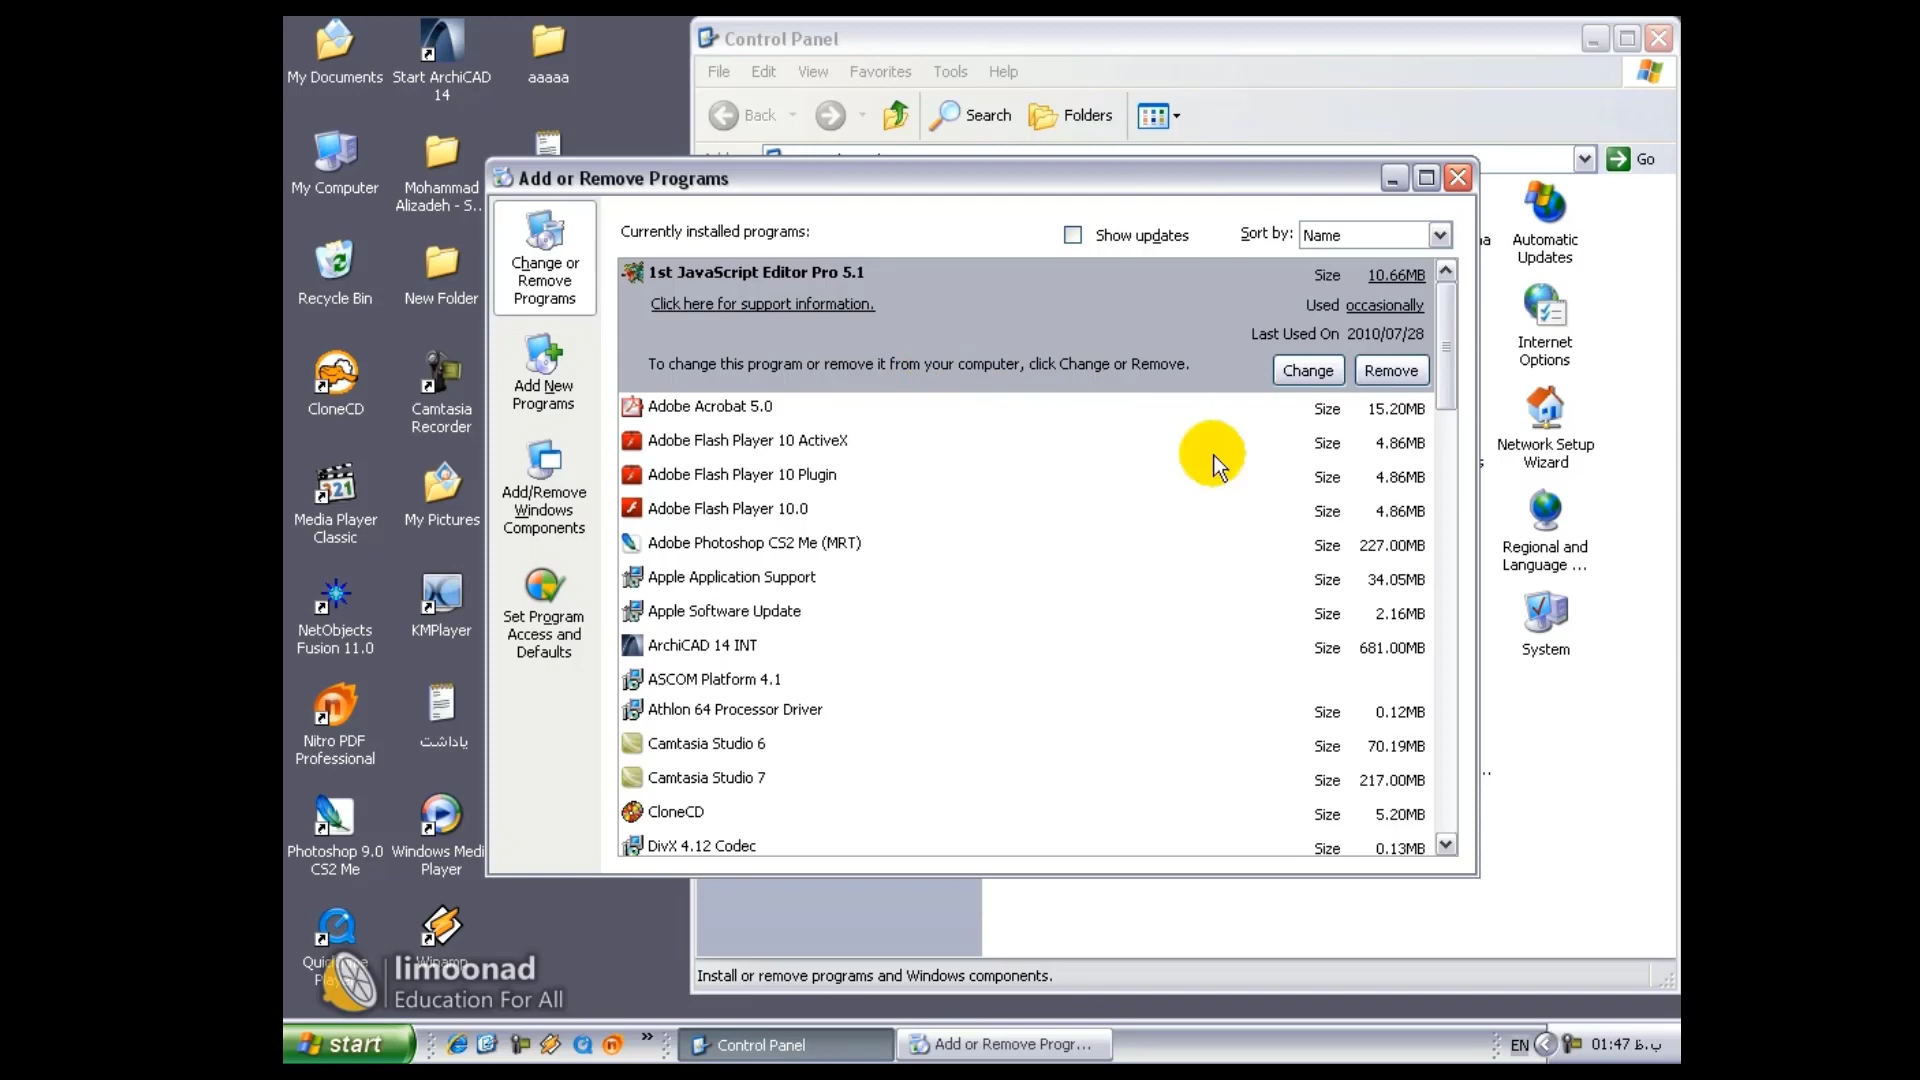 My Documents
Start ArchiCAD 14
aaaaa
My Computer
Mohammad Alizadeh - S...
Recycle Bin
New Folder
CloneCD
Camtasia Recorder
Media Player Classic
My Pictures
NetObjects Fusion 11.0
KMPlayer
Nitro PDF Professional
یاداشت
Photoshop 9.0 CS2 Me
Windows Medi
Player
Winamp
limoonad
Education For All
Control Panel
File Edit View Favorites Tools Help
Back Search Folders
Go
Add or Remove Programs
Change or Remove Programs
Add New Programs
Add/Remove Windows Components
Set Program Access and Defaults
Currently installed programs:
Show updates
Sort by: Name
1st JavaScript Editor Pro 5.1 Size 10.66MB
Click here for support information. Used occasionally
Last Used On 2010/07/28
To change this program or remove it from your computer, click Change or Remove. Change Remove
Adobe Acrobat 5.0 Size 15.20MB
Adobe Flash Player 10 ActiveX Size 4.86MB
Adobe Flash Player 10 Plugin Size 4.86MB
Adobe Flash Player 10.0 Size 4.86MB
Adobe Photoshop CS2 Me (MRT) Size 227.00MB
Apple Application Support Size 34.05MB
Apple Software Update Size 2.16MB
ArchiCAD 14 INT Size 681.00MB
ASCOM Platform 4.1
Athlon 64 Processor Driver Size 0.12MB
Camtasia Studio 6 Size 70.19MB
Camtasia Studio 7 Size 217.00MB
CloneCD Size 5.20MB
DivX 4.12 Codec Size 0.13MB
Automatic Updates
Internet Options
Network Setup Wizard
Regional and Language ...
System
Install or remove programs and Windows components.
start
Control Panel
Add or Remove Progr...
EN
01:47 ب.ظ